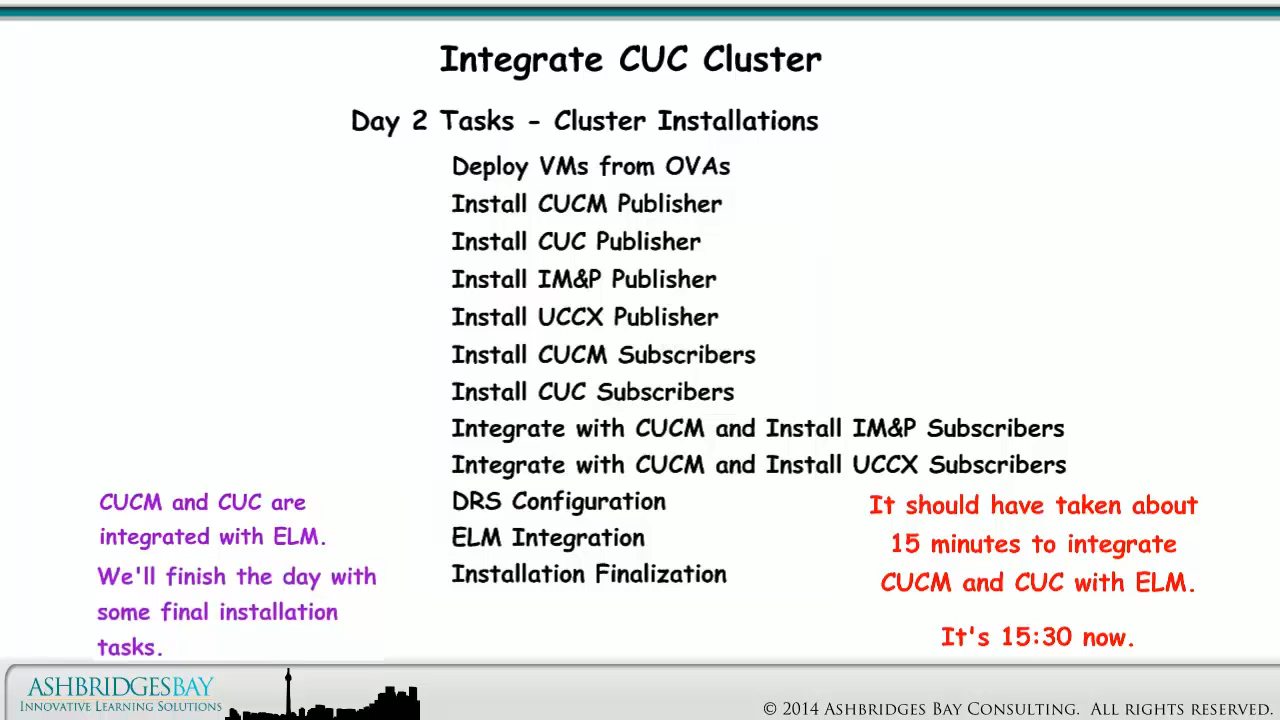 Integrate CUC Cluster
Day 2 Tasks - Cluster Installations
Deploy VMs from OVAs
Install CUCM Publisher
Install CUC Publisher
Install IM&P Publisher
Install UCCX Publisher
Install CUCM Subscribers
Install CUC Subscribers
Integrate with CUCM and Install IM&P Subscribers
Integrate with CUCM and Install UCCX Subscribers
DRS Configuration
ELM Integration
Installation Finalization
CUCM and CUC are
integrated with ELM.
We'll finish the day with
some final installation
tasks.
It should have taken about
15 minutes to integrate
CUCM and CUC with ELM.
It's 15:30 now.
ASHBRIDGESBAY
INNOVATIVE LEARNING SOLUTIONS
© 2014 ASHBRIDGES BAY CONSULTING. ALL RIGHTS RESERVED.